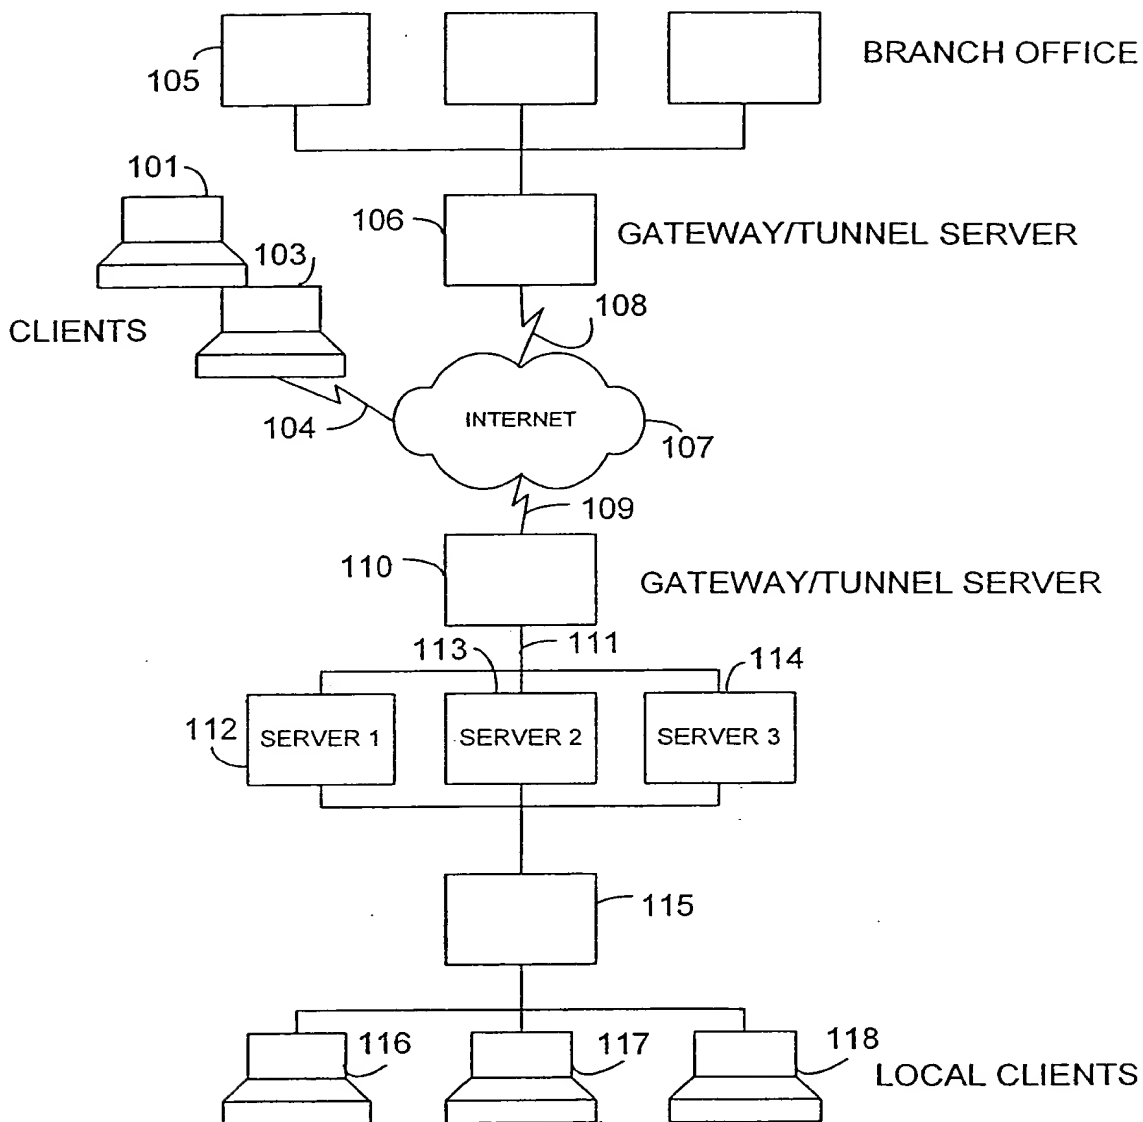 BRANCH OFFICE
105
101
106
GATEWAY/TUNNEL SERVER
103
108
CLIENTS
INTERNET
104
107
109
110
GATEWAY/TUNNEL SERVER
111
113
114
112
SERVER 1
SERVER 2
SERVER 3
115
116
117
118
LOCAL CLIENTS